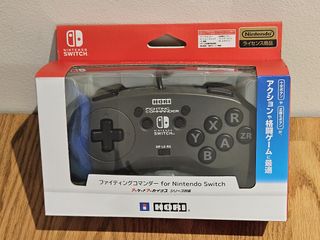 NINTENDO
SWITCH
Nintendo
ライセンス商品
HORI
FIGHTING
COMMANDER
NINTENDO
SWITCH
X
Y
A
B
R
ZR
アクションや格闘ゲームに最適
ファイティングコマンダー for Nintendo Switch
HORI